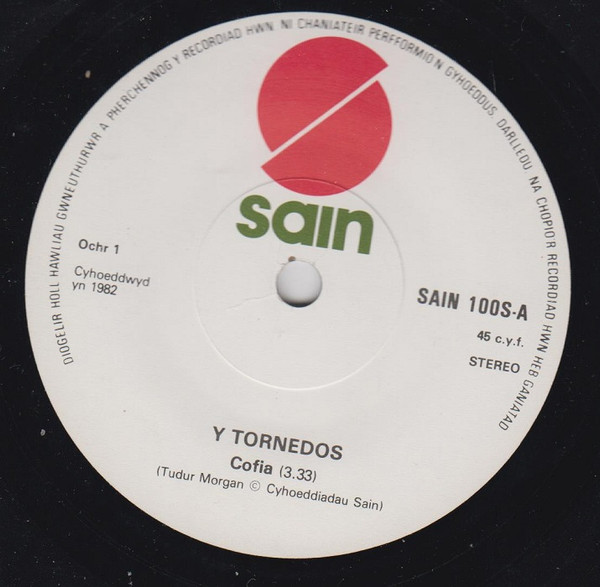 DIOGELIR HOLL HAWLIAU GWNEUTHURWR A PHERCHENNOG Y RECORDIAD HWN. NI CHANIATEIR PERFFORMIO'N GYHOEDDUS, DARLLEDU, NA CHOPIO'R RECORDIAD HWN HEB GANIATAD
sain
Ochr 1
Cyhoeddwyd
yn 1982
SAIN 100S-A
45 c.y.f.
STEREO
Y TORNEDOS
Cofia (3.33)
(Tudur Morgan © Cyhoeddiadau Sain)